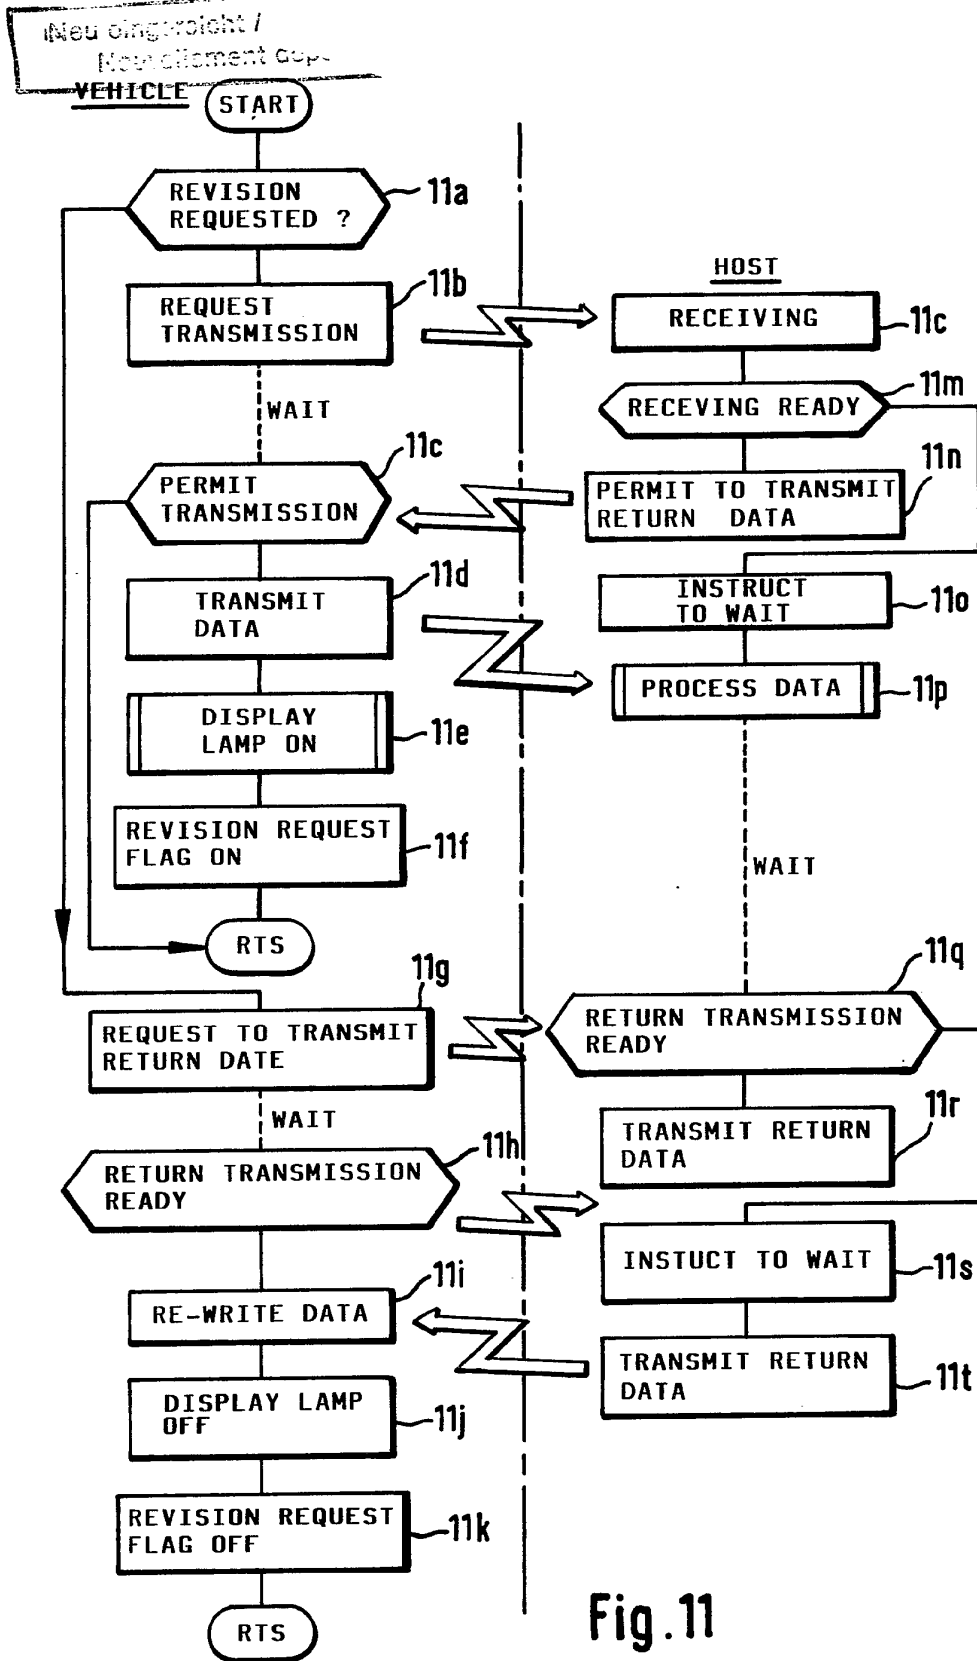 Neu eingereicht /
VEHICLE
START
REVISION
REQUESTED ?
11a
REQUEST
TRANSMISSION
11b
WAIT
PERMIT
TRANSMISSION
11c
TRANSMIT
DATA
11d
DISPLAY
LAMP ON
11e
REVISION REQUEST
FLAG ON
11f
RTS
REQUEST TO TRANSMIT
RETURN DATE
11g
WAIT
RETURN TRANSMISSION
READY
11h
RE-WRITE DATA
11i
DISPLAY LAMP
OFF
11j
REVISION REQUEST
FLAG OFF
11k
RTS
HOST
RECEIVING
11c
RECEVING READY
11m
PERMIT TO TRANSMIT
RETURN DATA
11n
INSTRUCT
TO WAIT
11o
PROCESS DATA
11p
WAIT
RETURN TRANSMISSION
READY
11q
TRANSMIT RETURN
DATA
11r
INSTUCT TO WAIT
11s
TRANSMIT RETURN
DATA
11t
Fig.11